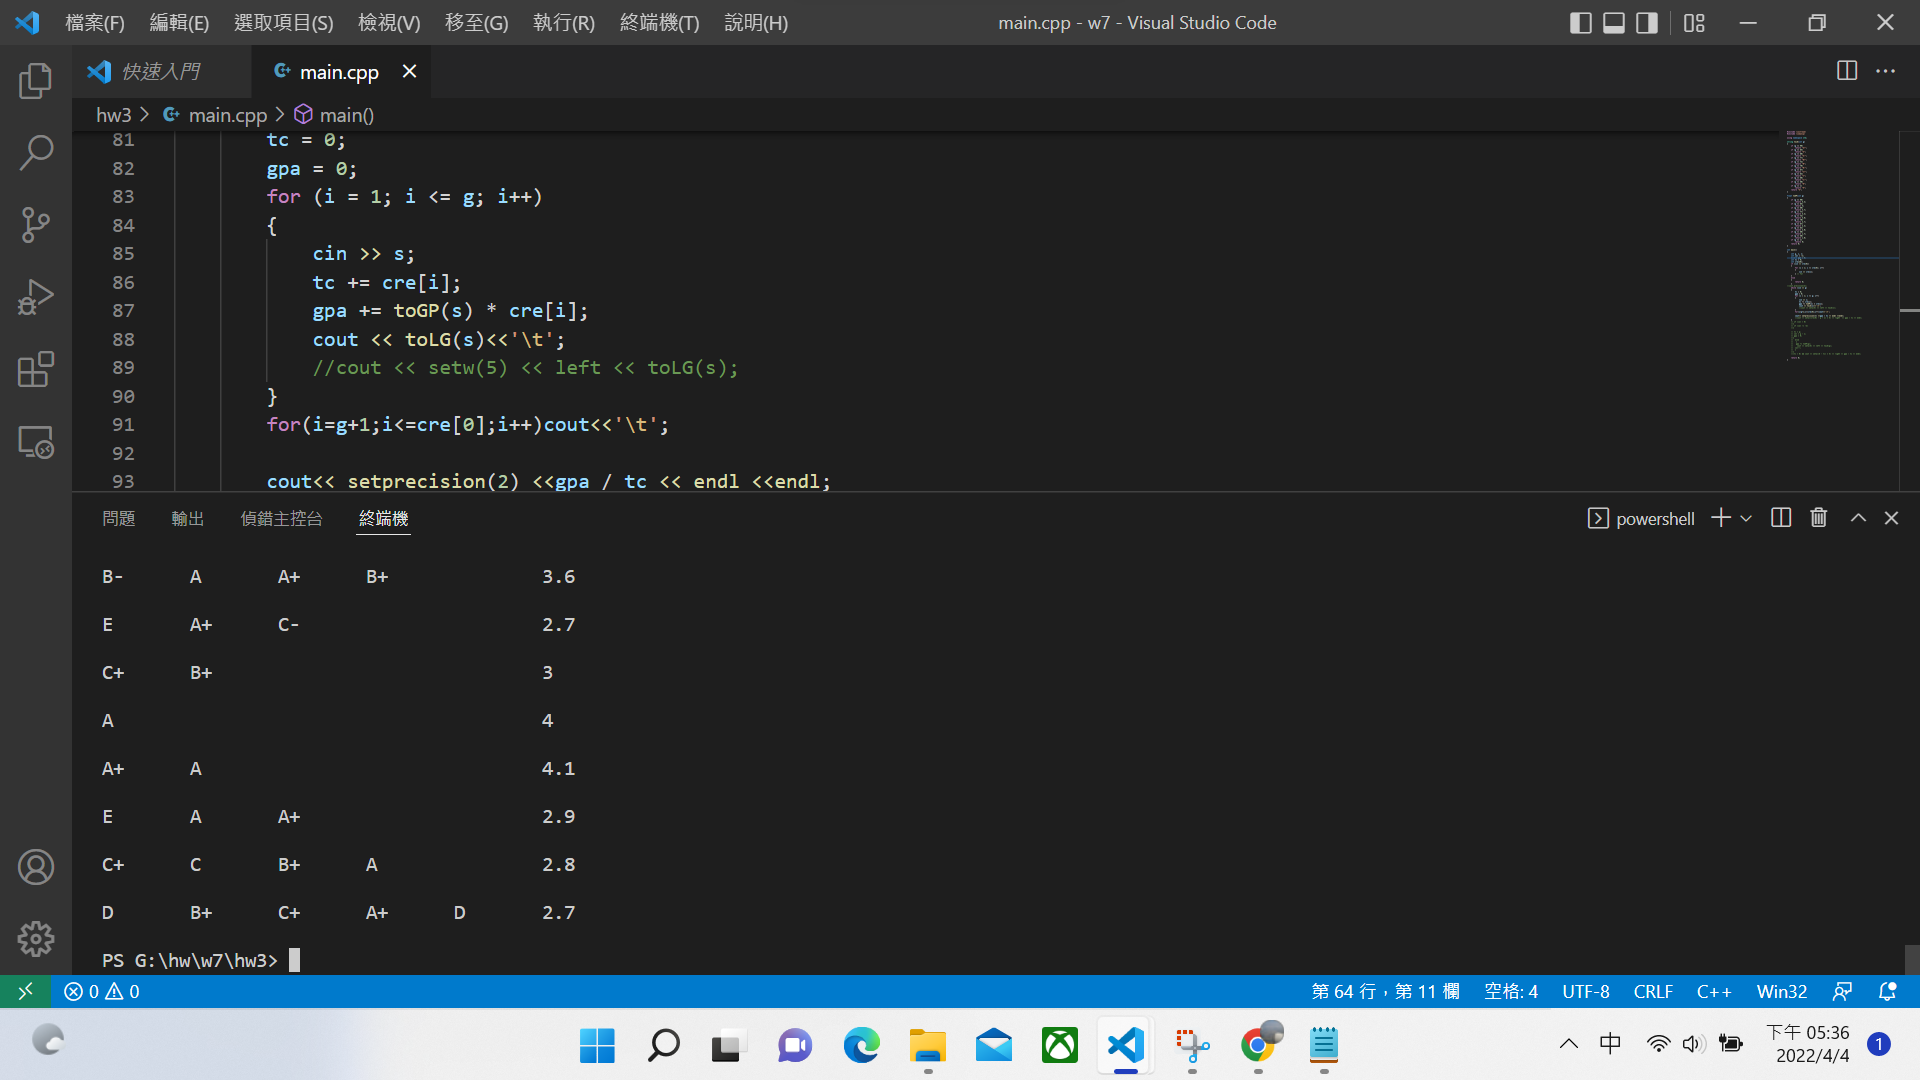 檔案(F) 編輯(E) 選取項目(S) 檢視(V) 移至(G) 執行(R) 終端機(T) 說明(H) main.cpp - w7 - Visual Studio Code
快速入門 main.cpp
hw3 > main.cpp > main()
81 tc = 0;
82 gpa = 0;
83 for (i = 1; i <= g; i++)
84 {
85 cin >> s;
86 tc += cre[i];
87 gpa += toGP(s) * cre[i];
88 cout << toLG(s)<<'\t';
89 //cout << setw(5) << left << toLG(s);
90 }
91 for(i=g+1;i<=cre[0];i++)cout<<'\t';
92
93 cout<< setprecision(2) <<gpa / tc << endl <<endl;
問題 輸出 偵錯主控台 終端機 powershell
B- A A+ B+ 3.6
E A+ C- 2.7
C+ B+ 3
A 4
A+ A 4.1
E A A+ 2.9
C+ C B+ A 2.8
D B+ C+ A+ D 2.7
PS G:\hw\w7\hw3>
0 0 第 64 行，第 11 欄 空格: 4 UTF-8 CRLF C++ Win32
中 下午 05:36 1
2022/4/4